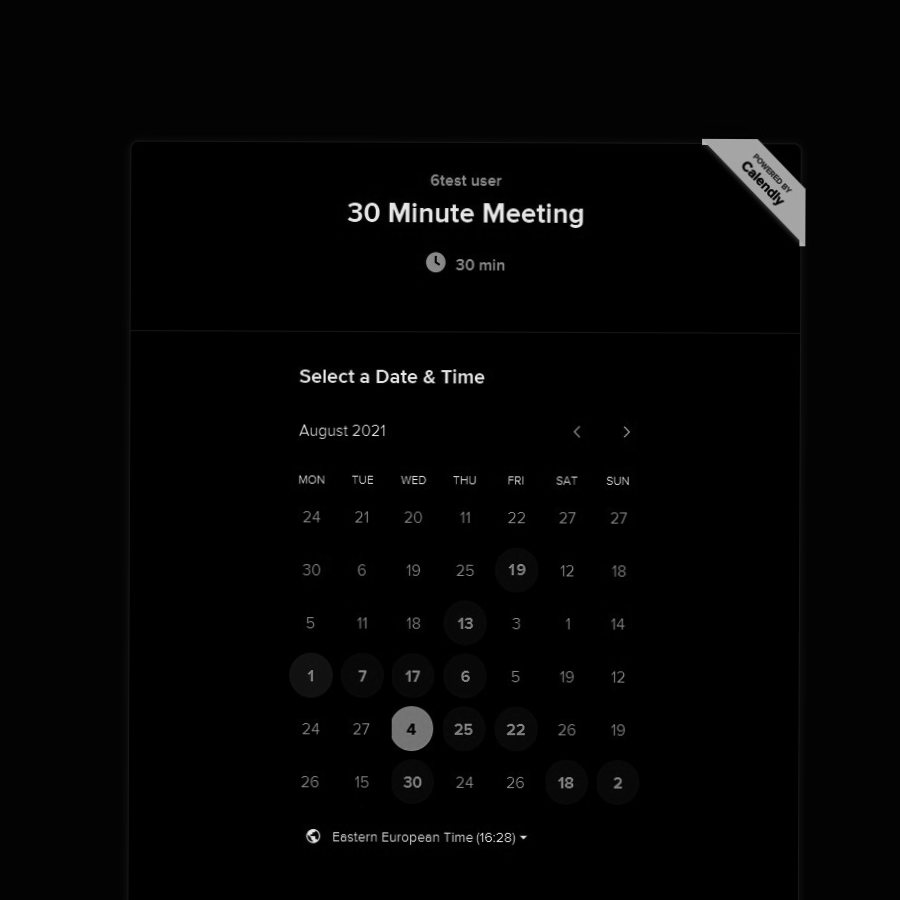 POWERED BY
Calendly
6test user
30 Minute Meeting
30 min
Select a Date & Time
August 2021
MON TUE WED THU FRI SAT SUN
24 21 20 11 22 27 27
30 6 19 25 19 12 18
5 11 18 13 3 1 14
1 7 17 6 5 19 12
24 27 4 25 22 26 19
26 15 30 24 26 18 2
Eastern European Time (16:28)